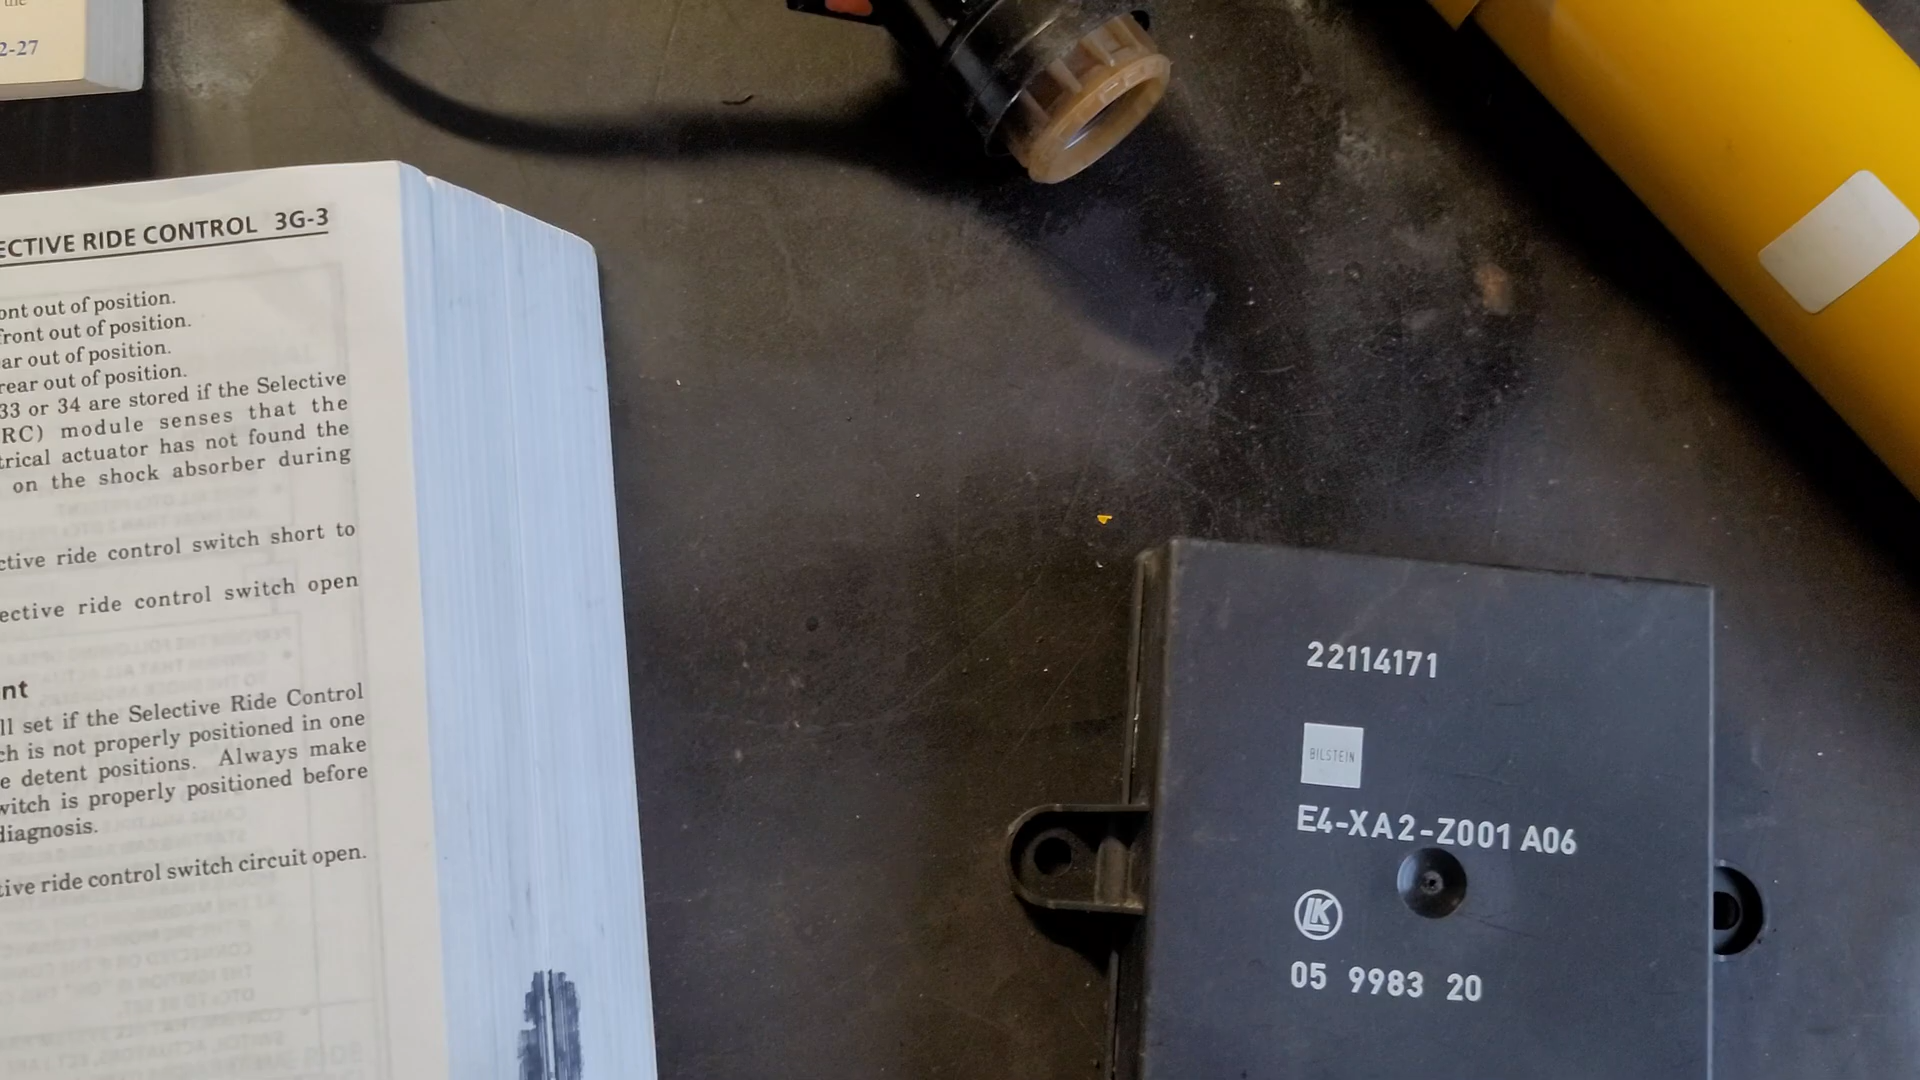 2-27
ECTIVE RIDE CONTROL 3G-3
ont out of position.
front out of position.
ar out of position.
rear out of position.
33 or 34 are stored if the Selective
RC) module senses that the
trical actuator has not found the
on the shock absorber during
ctive ride control switch short to
ective ride control switch open
nt
ll set if the Selective Ride Control
ch is not properly positioned in one
e detent positions. Always make
witch is properly positioned before
diagnosis.
tive ride control switch circuit open.
22114171
BILSTEIN
E4-XA2-Z001 A06
LK
05 9983 20